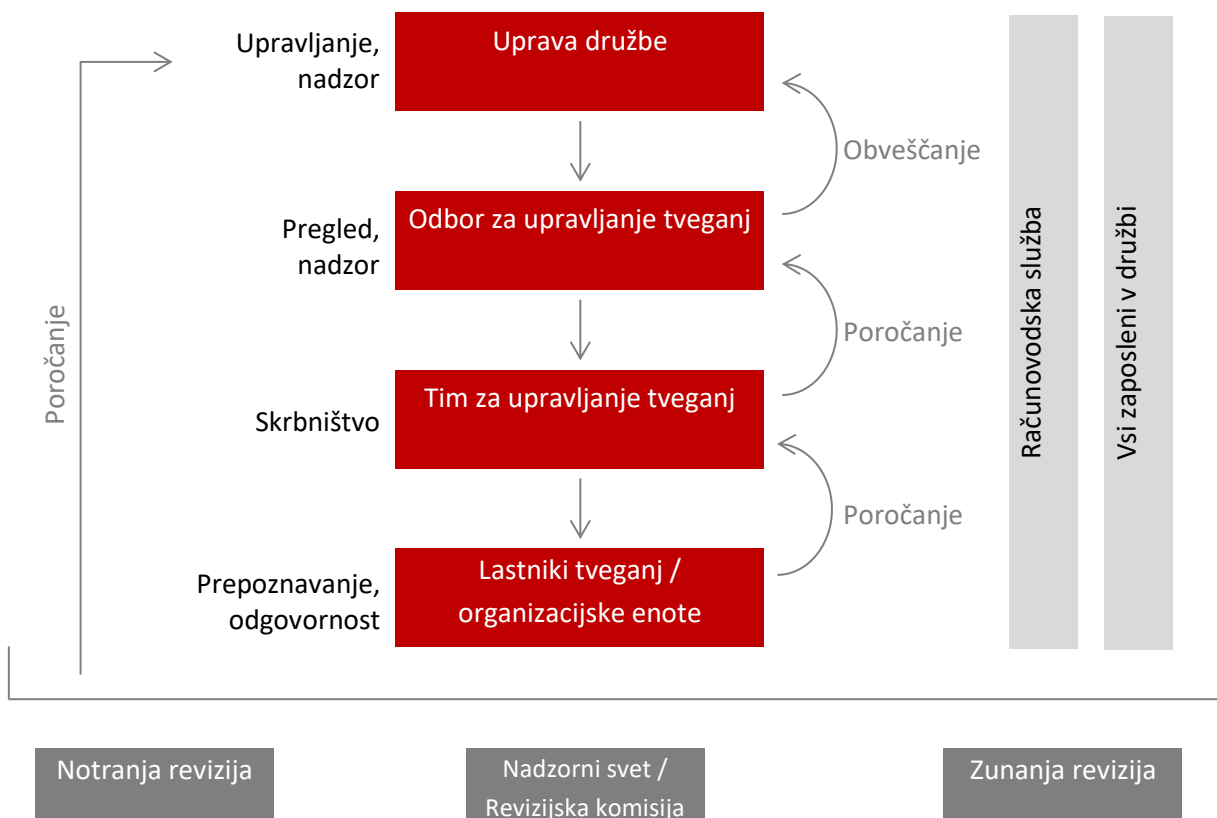 Upravljanje,
nadzor
Uprava družbe
Obveščanje
Pregled,
nadzor
Odbor za upravljanje tveganj
Poročanje
Skrbništvo
Tim za upravljanje tveganj
Poročanje
Prepoznavanje,
odgovornost
Lastniki tveganj /
organizacijske enote
Poročanje
Računovodska služba
Vsi zaposleni v družbi
Notranja revizija
Nadzorni svet /
Revizijska komisija
Zunanja revizija